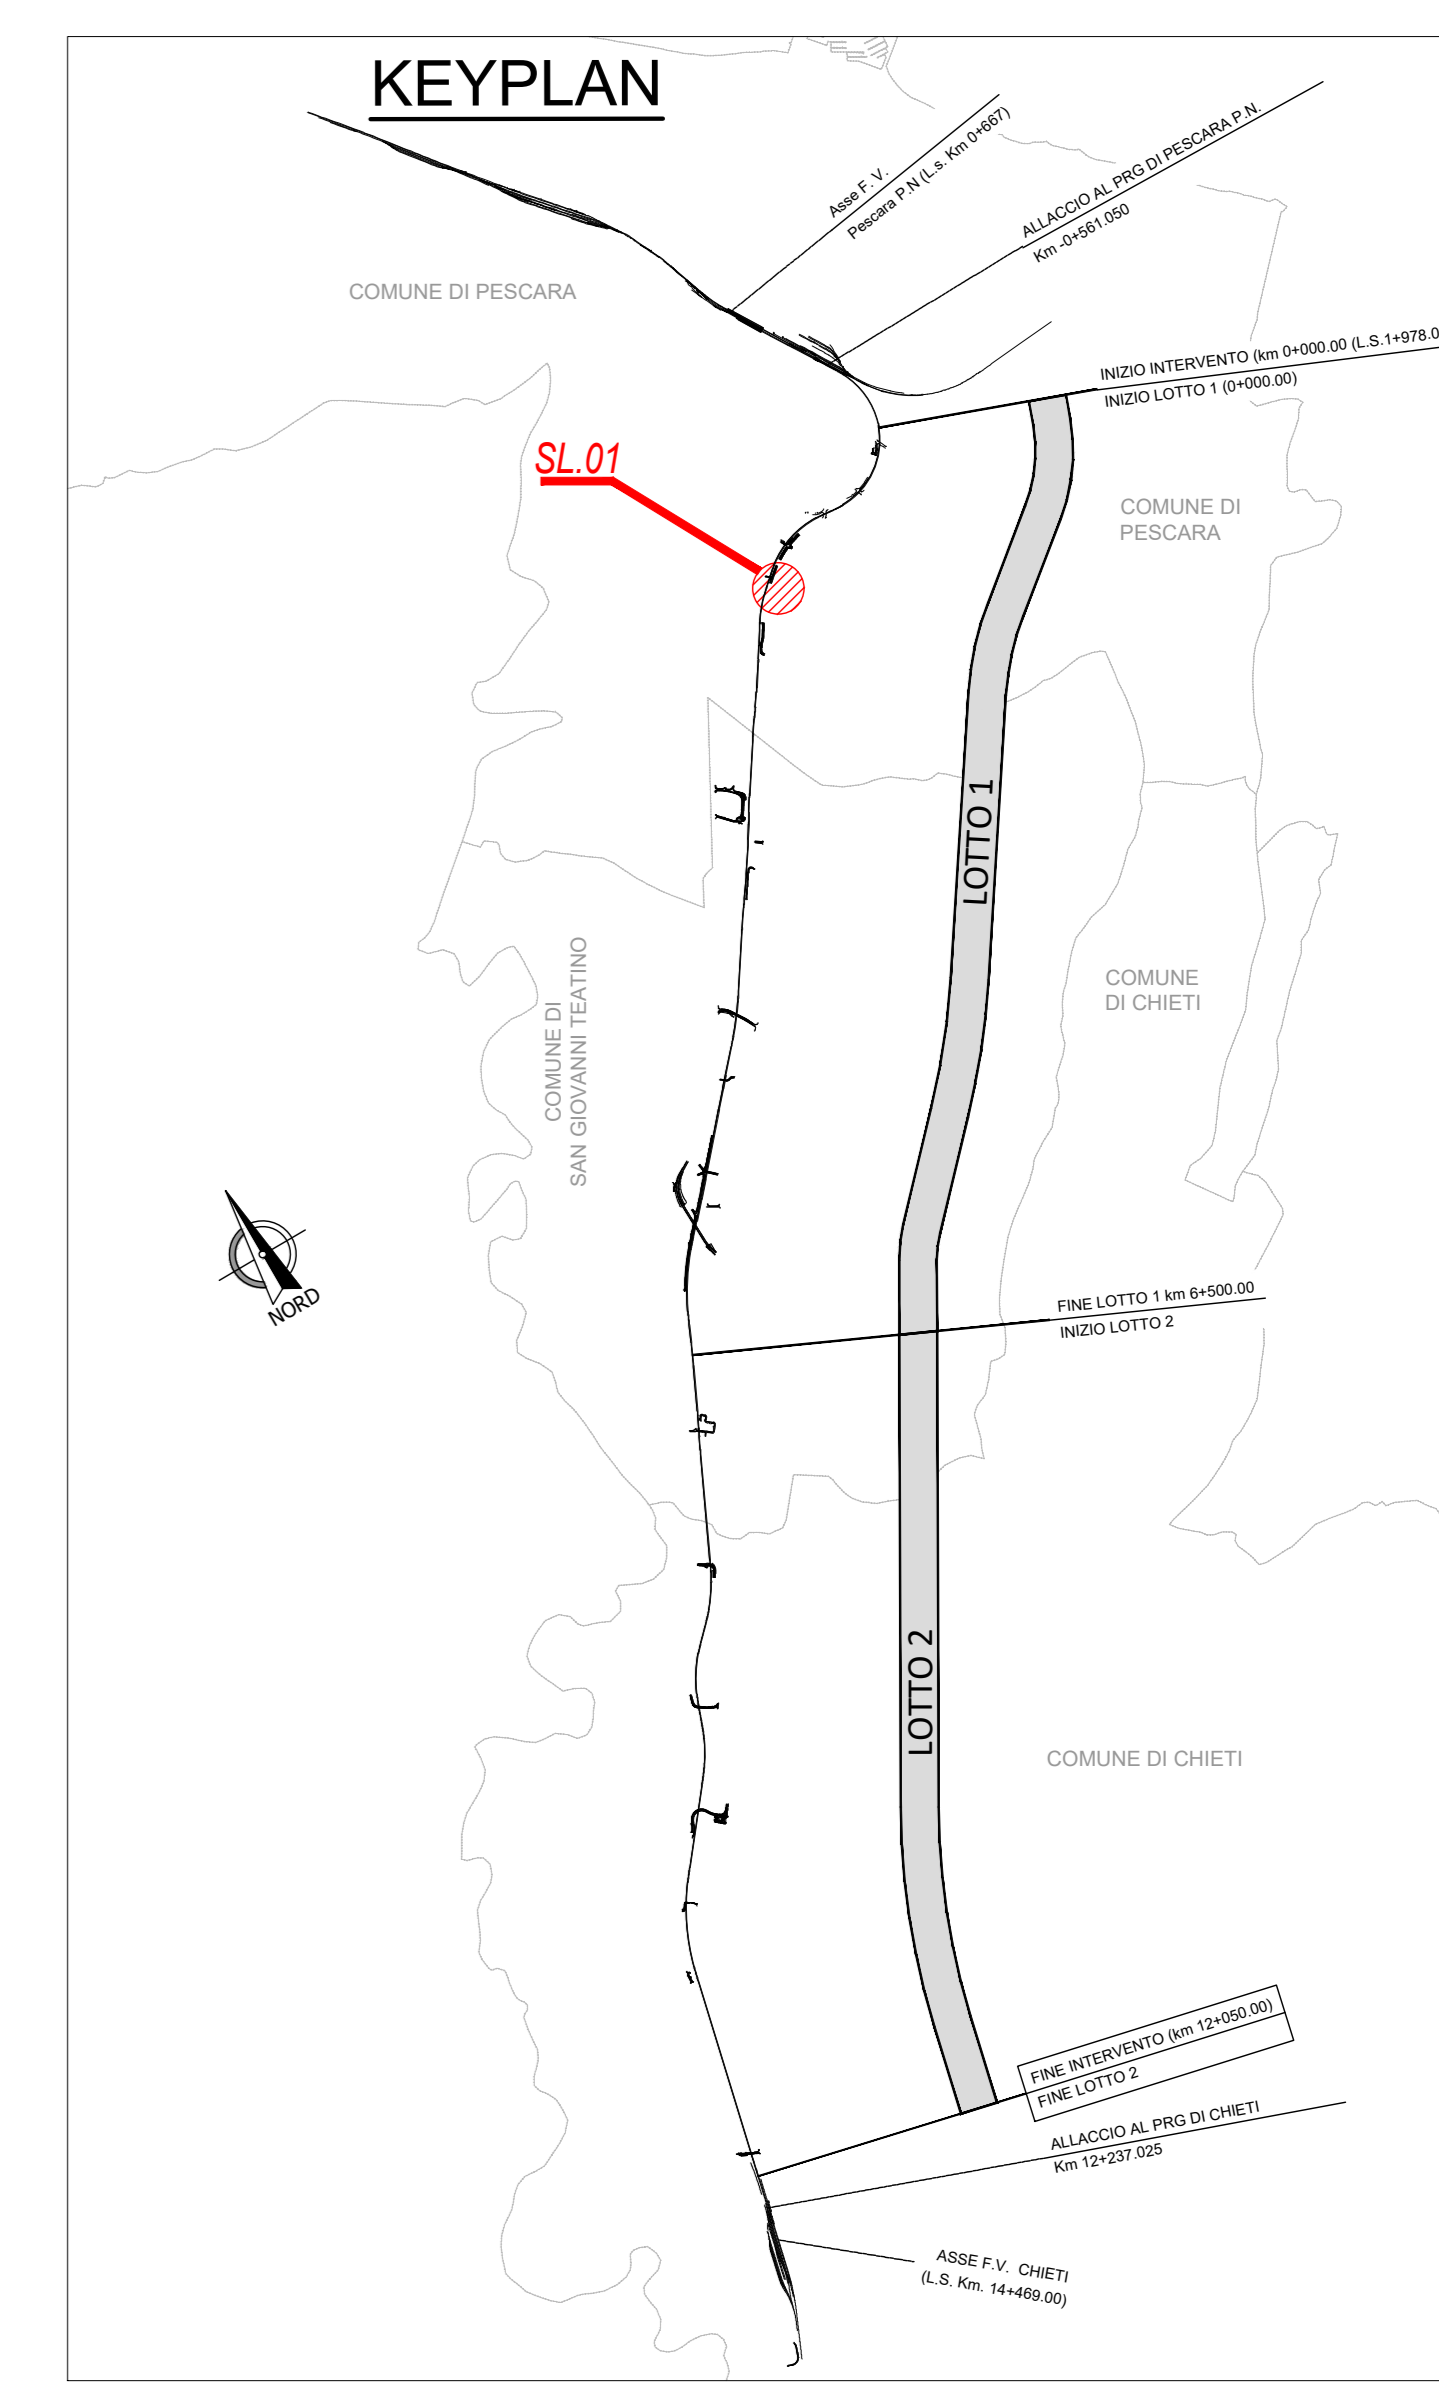 KEYPLAN
Asse F. V.
Pescara P.N (L.s. Km 0+667)
ALLACCIO AL PRG DI PESCARA P.N.
Km -0+561.050
COMUNE DI PESCARA
INIZIO INTERVENTO (km 0+000.00 (L.S.1+978.0
INIZIO LOTTO 1 (0+000.00)
SL.01
COMUNE DI
PESCARA
LOTTO 1
COMUNE DI
SAN GIOVANNI TEATINO
COMUNE
DI CHIETI
NORD
FINE LOTTO 1 km 6+500.00
INIZIO LOTTO 2
LOTTO 2
COMUNE DI CHIETI
FINE INTERVENTO (km 12+050.00)
FINE LOTTO 2
ALLACCIO AL PRG DI CHIETI
Km 12+237.025
ASSE F.V. CHIETI
(L.S. Km. 14+469.00)